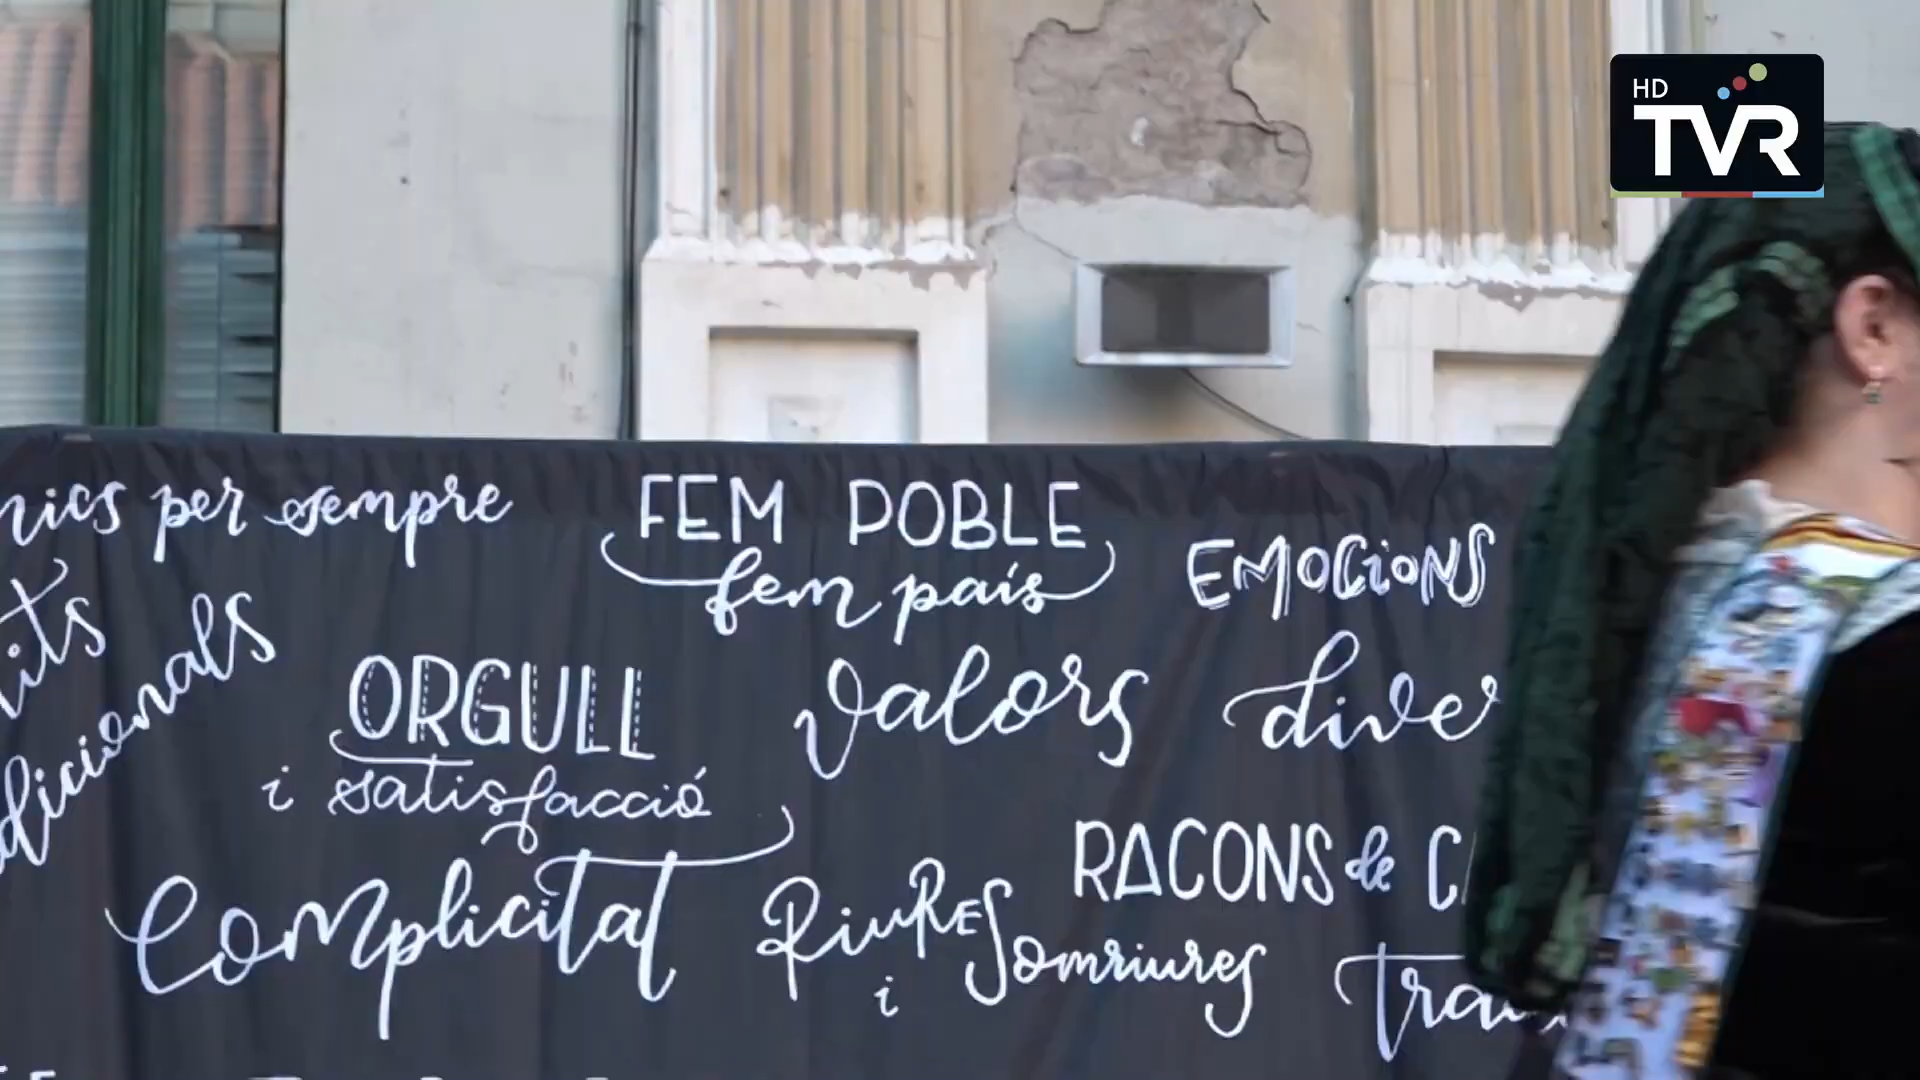 HD
TVR
per sempre
FEM POBLE
fem país
EMOCIONS
ORGULL
i satisfacció
valors
Complicitat
RiuRES
i Somriures
RACONS de